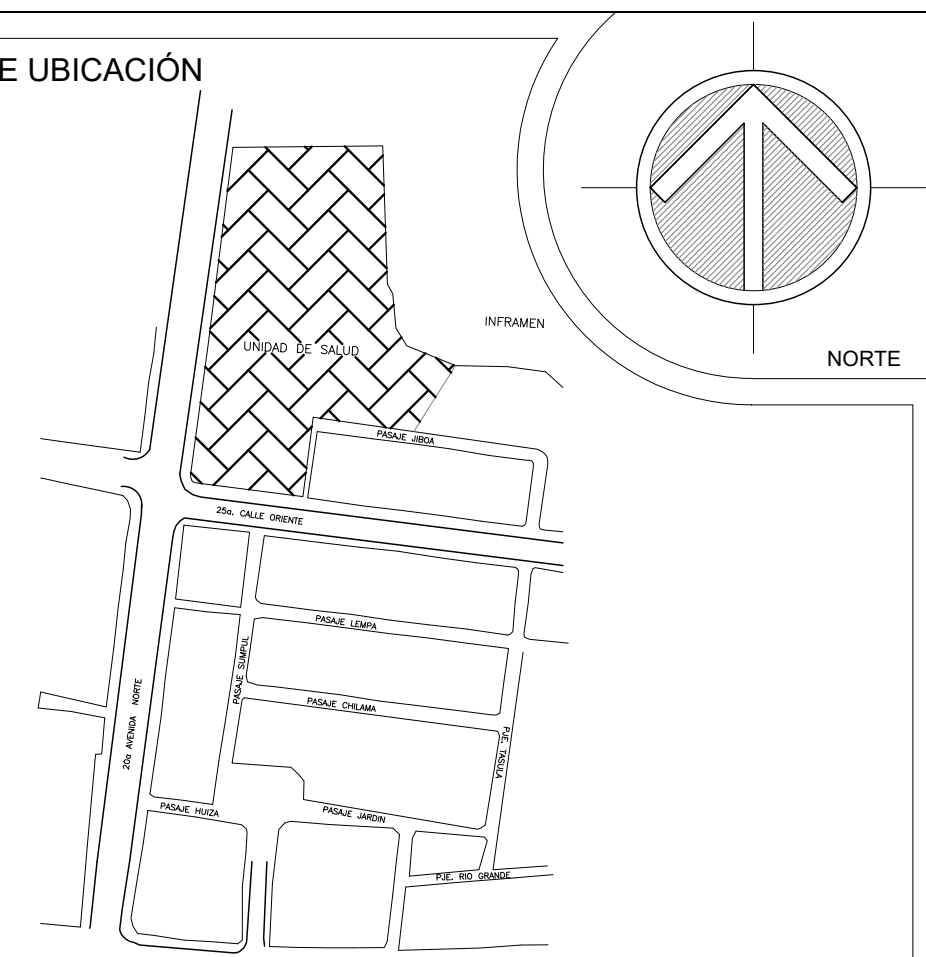 E UBICACIÓN
INFRAMEN
UNIDAD DE SALUD
NORTE
PASAJE JIBOA
25a. CALLE ORIENTE
PASAJE LEMPA
PASAJE SUMPUL
PASAJE CHILAMA
20a AVENIDA NORTE
PJE. TASULA
PASAJE HUIZA
PASAJE JARDIN
PJE. RIO GRANDE